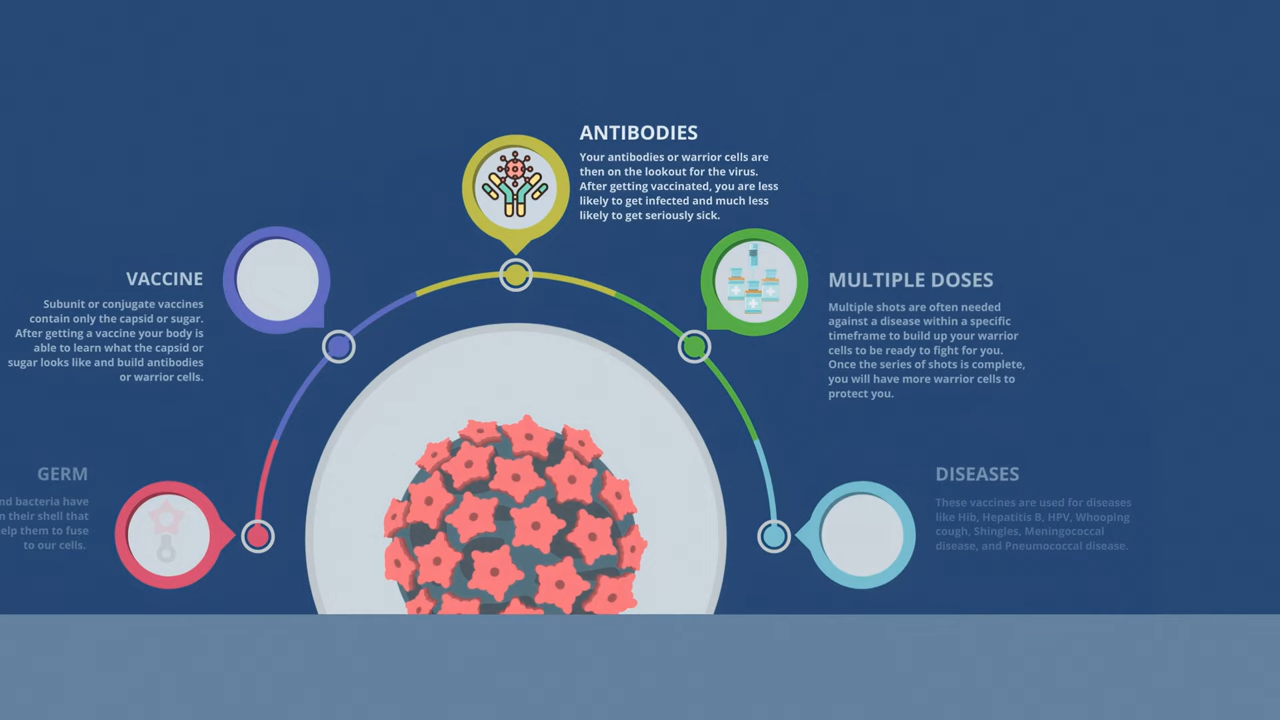 ANTIBODIES
Your antibodies or warrior cells are
then on the lookout for the virus.
After getting vaccinated, you are less
likely to get infected and much less
likely to get seriously sick.
VACCINE
Subunit or conjugate vaccines
contain only the capsid or sugar.
After getting a vaccine your body is
able to learn what the capsid or
sugar looks like and build antibodies
or warrior cells.
MULTIPLE DOSES
Multiple shots are often needed
against a disease within a specific
timeframe to build up your warrior
cells to be ready to fight for you.
Once the series of shots is complete,
you will have more warrior cells to
protect you.
GERM
bacteria have
their shell that
them to fuse
to our cells.
DISEASES
These vaccines are used for diseases
like Hib, Hepatitis B, HPV, Whooping
cough, Shingles, Meningococcal
disease, and Pneumococcal disease.